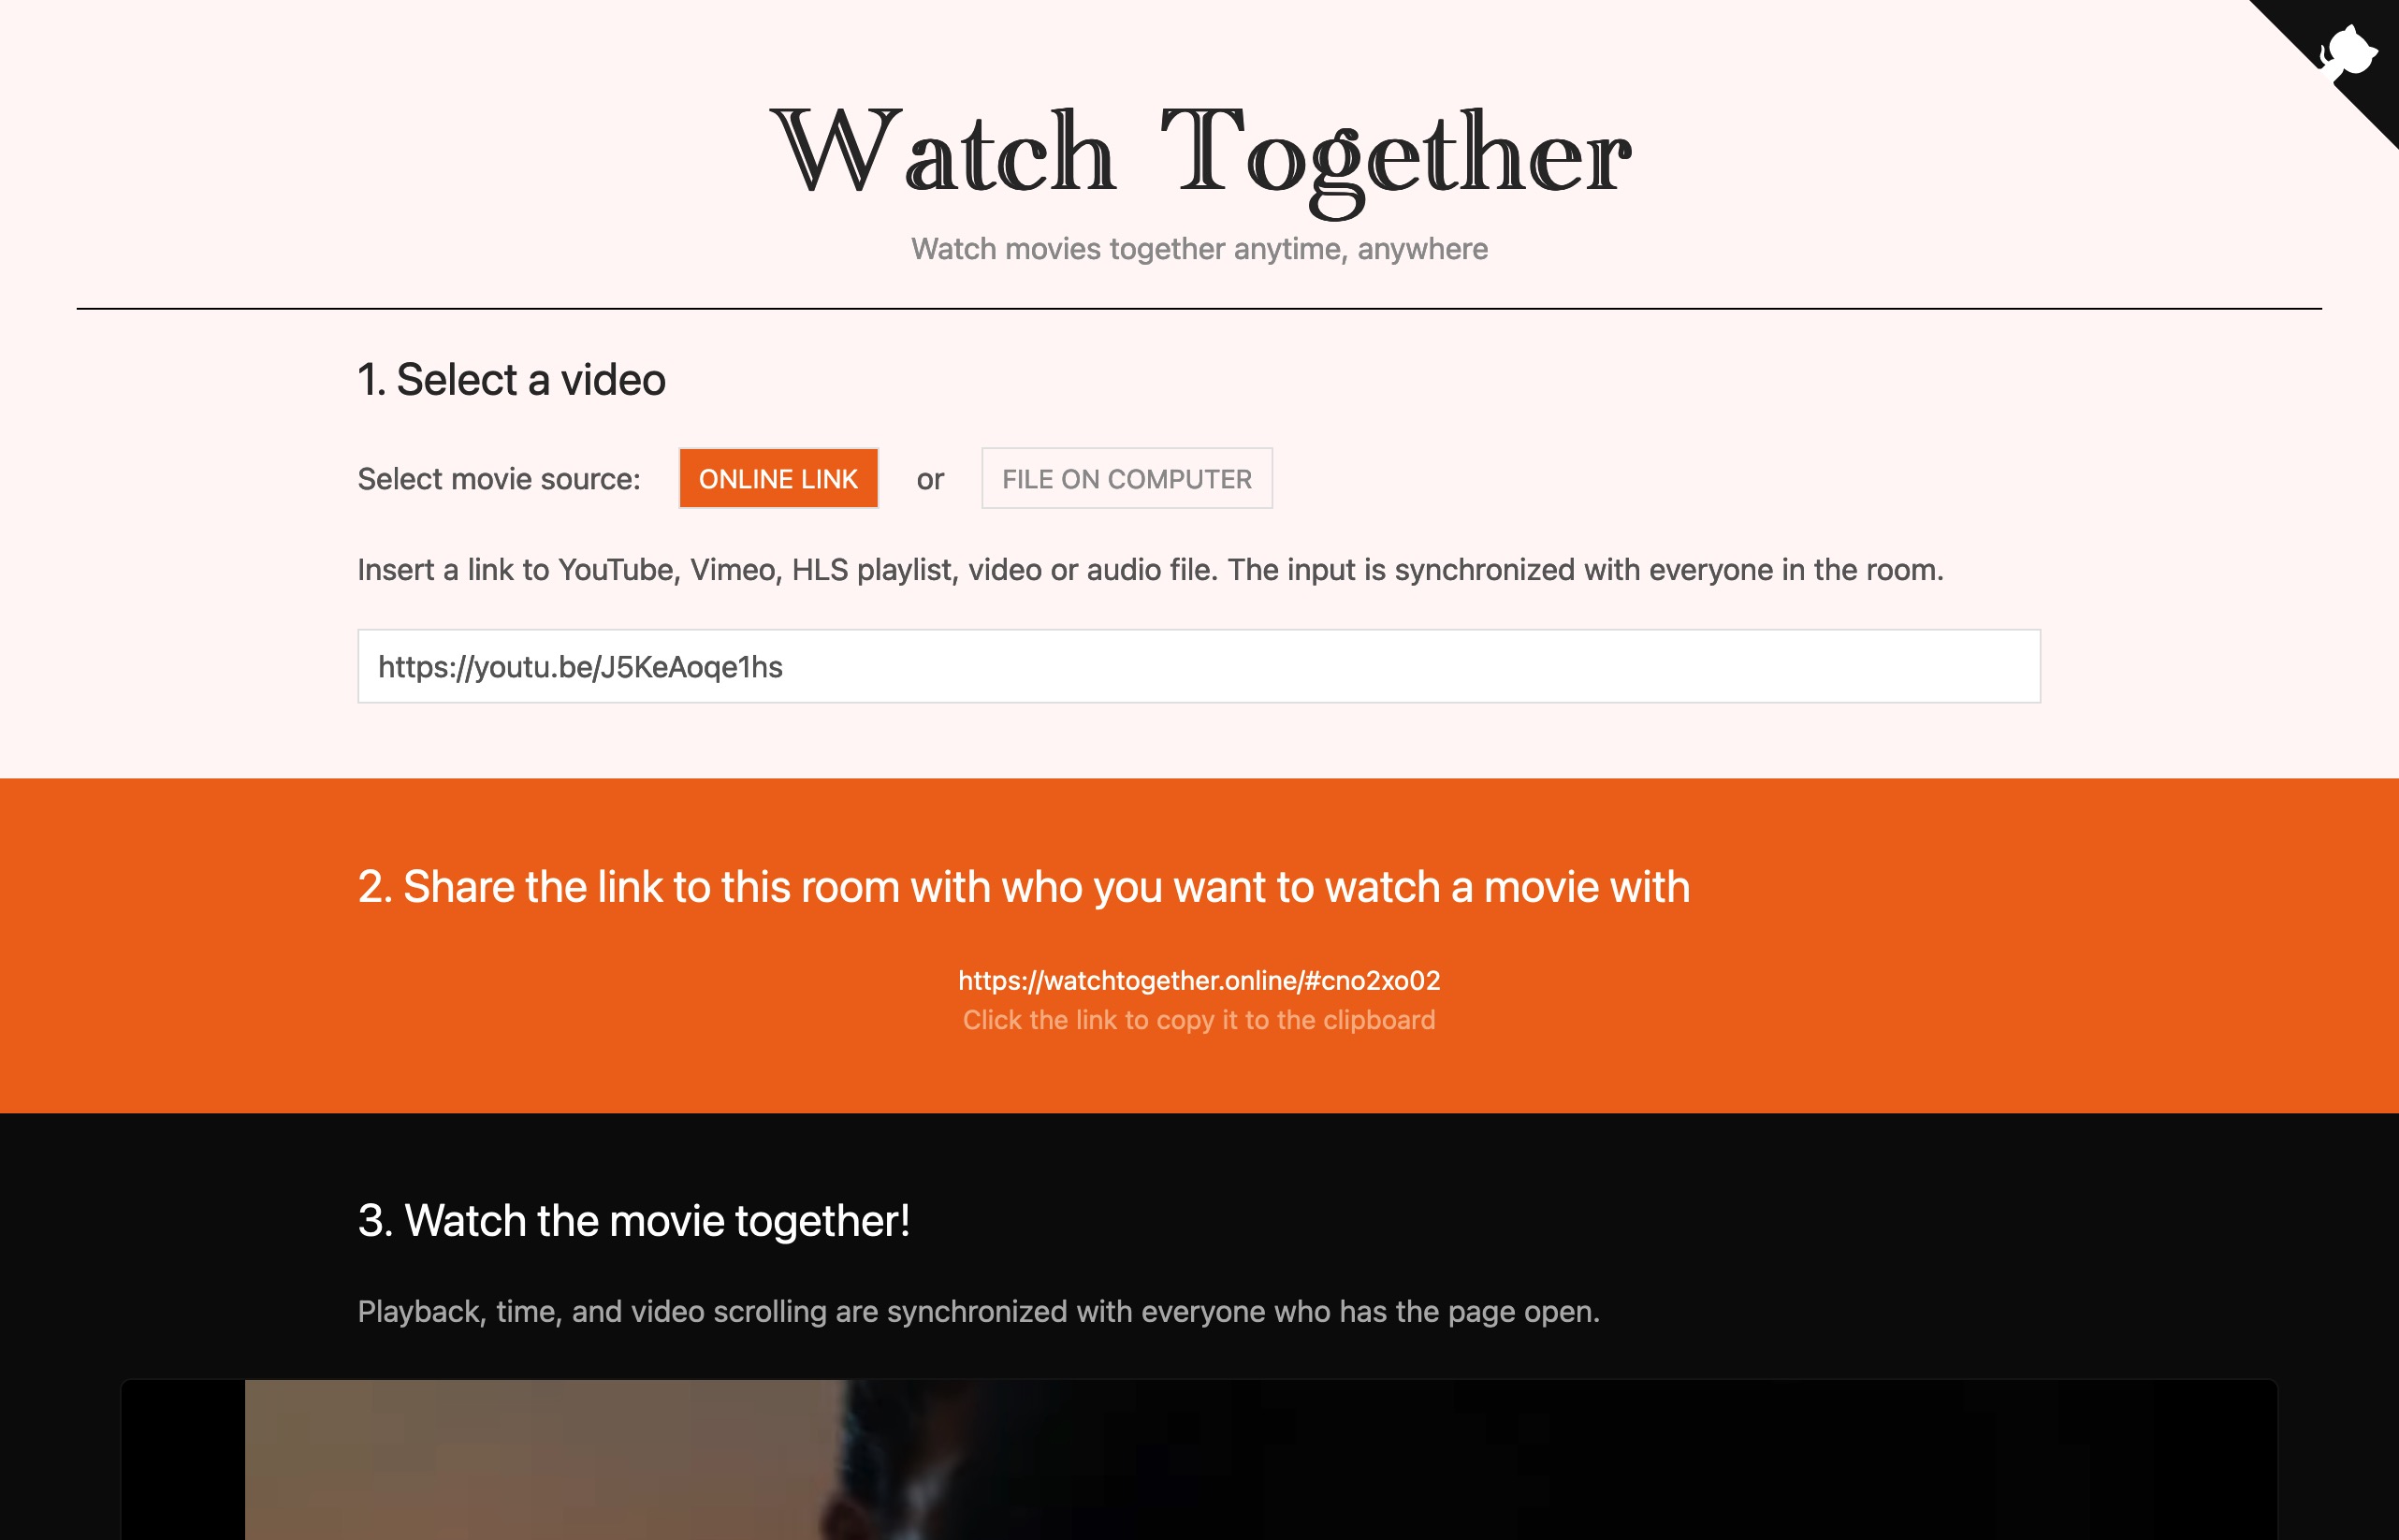 Watch Together
Watch movies together anytime, anywhere
1. Select a video
Select movie source: ONLINE LINK or FILE ON COMPUTER
Insert a link to YouTube, Vimeo, HLS playlist, video or audio file. The input is synchronized with everyone in the room.
https://youtu.be/J5KeAoqe1hs
2. Share the link to this room with who you want to watch a movie with
https://watchtogether.online/#cno2xo02
Click the link to copy it to the clipboard
3. Watch the movie together!
Playback, time, and video scrolling are synchronized with everyone who has the page open.